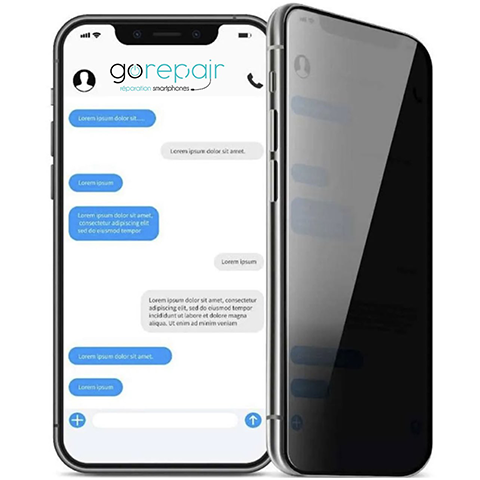 gorepair
réparation smartphones
Lorem ipsum dolor sit.....
Lorem ipsum dolor sit amet.
Lorem ipsum
Lorem ipsum dolor sit amet,
consectetur adipiscing elit
sed do eiusmod tempor
Lorem ipsum
Lorem ipsum dolor sit amet, consectetur
adipiscing elit, sed do eiusmod tempor
incididunt ut labore et dolore magna
aliqua. Ut enim ad minim veniam
Lorem ipsum dolor sit amet.
Lorem ipsum